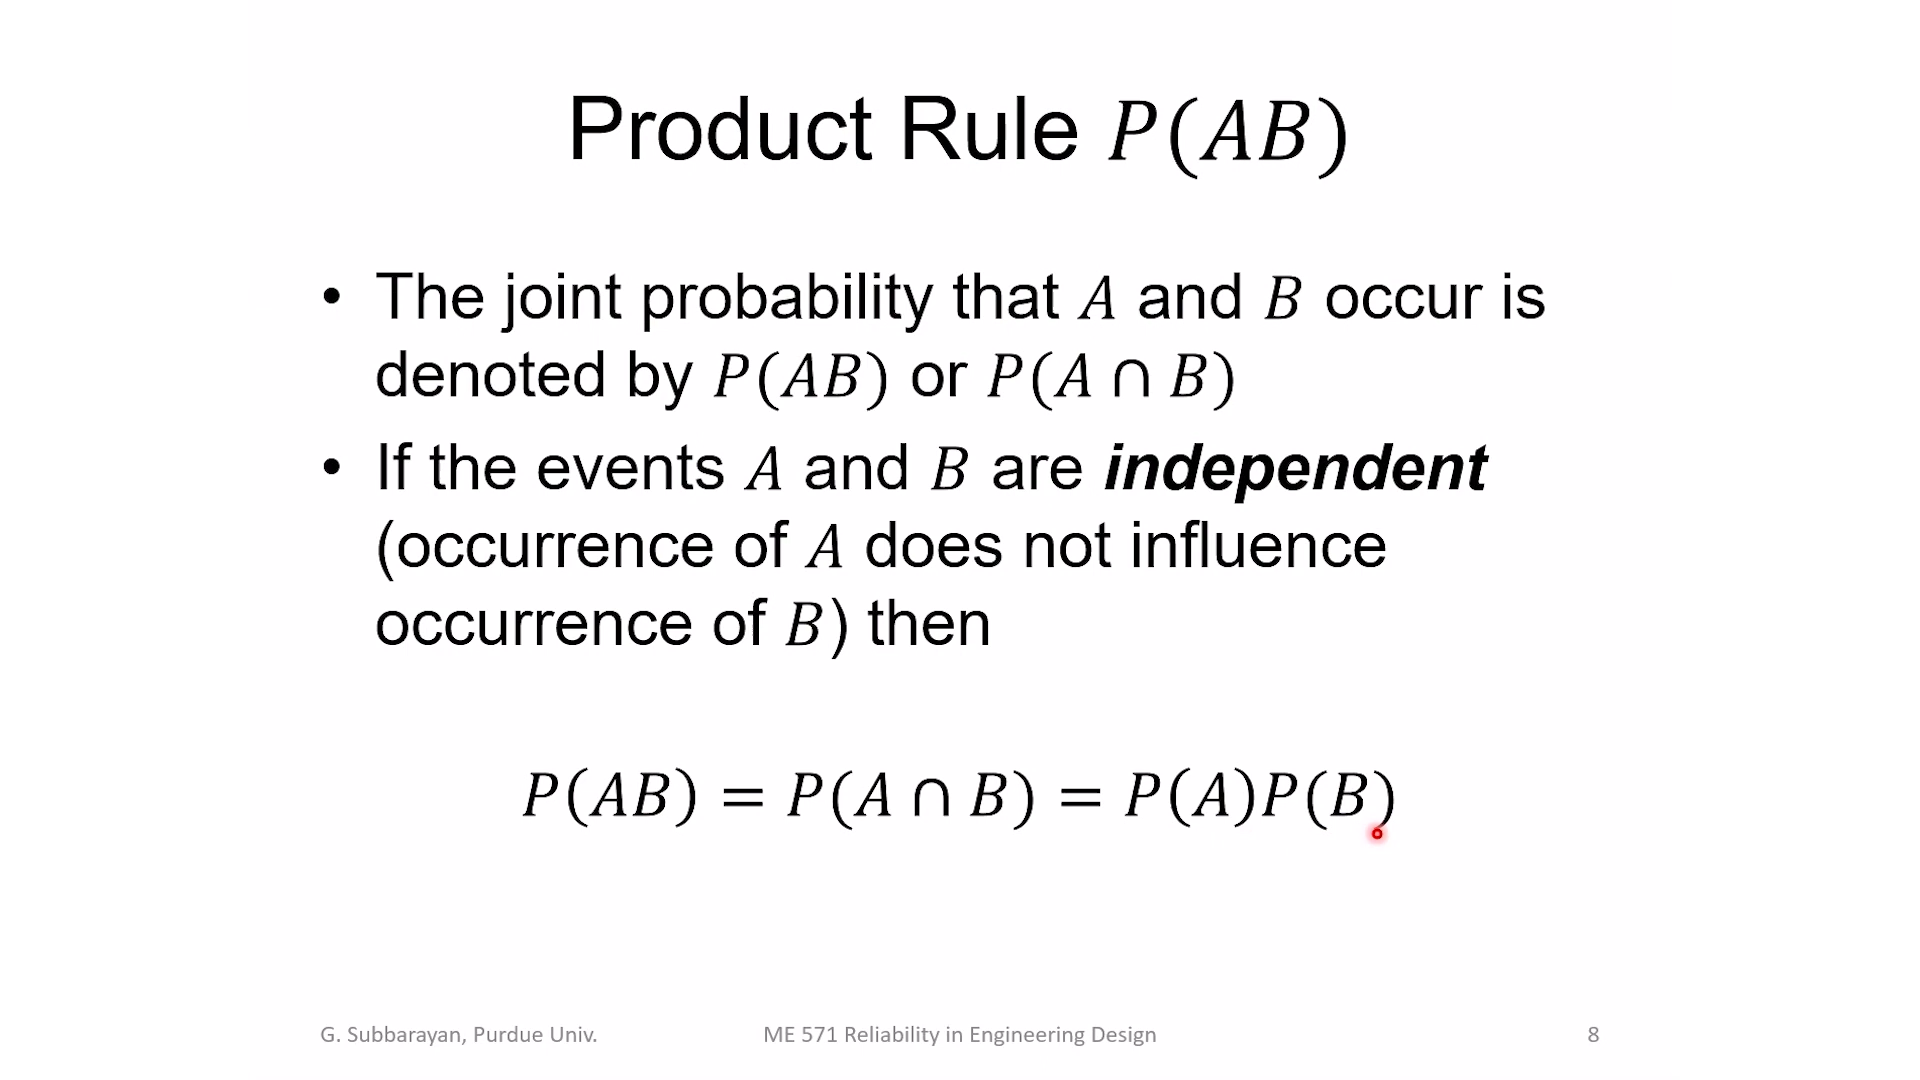 Product Rule P(AB)
• The joint probability that A and B occur is
denoted by P(AB) or P(A ∩ B)
• If the events A and B are independent
(occurrence of A does not influence
occurrence of B) then
P(AB) = P(A ∩ B) = P(A)P(B)
G. Subbarayan, Purdue Univ. ME 571 Reliability in Engineering Design 8